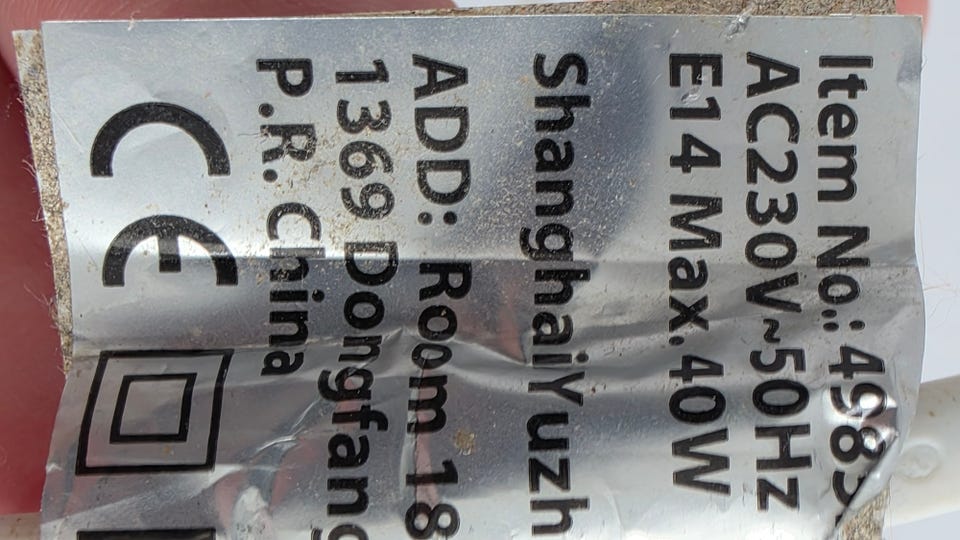 Item No.: 4983
AC230V~50Hz
E14 Max. 40W
ShanghaiYuzh
ADD: Room 18
1369 Dongfang
P.R. China
CE